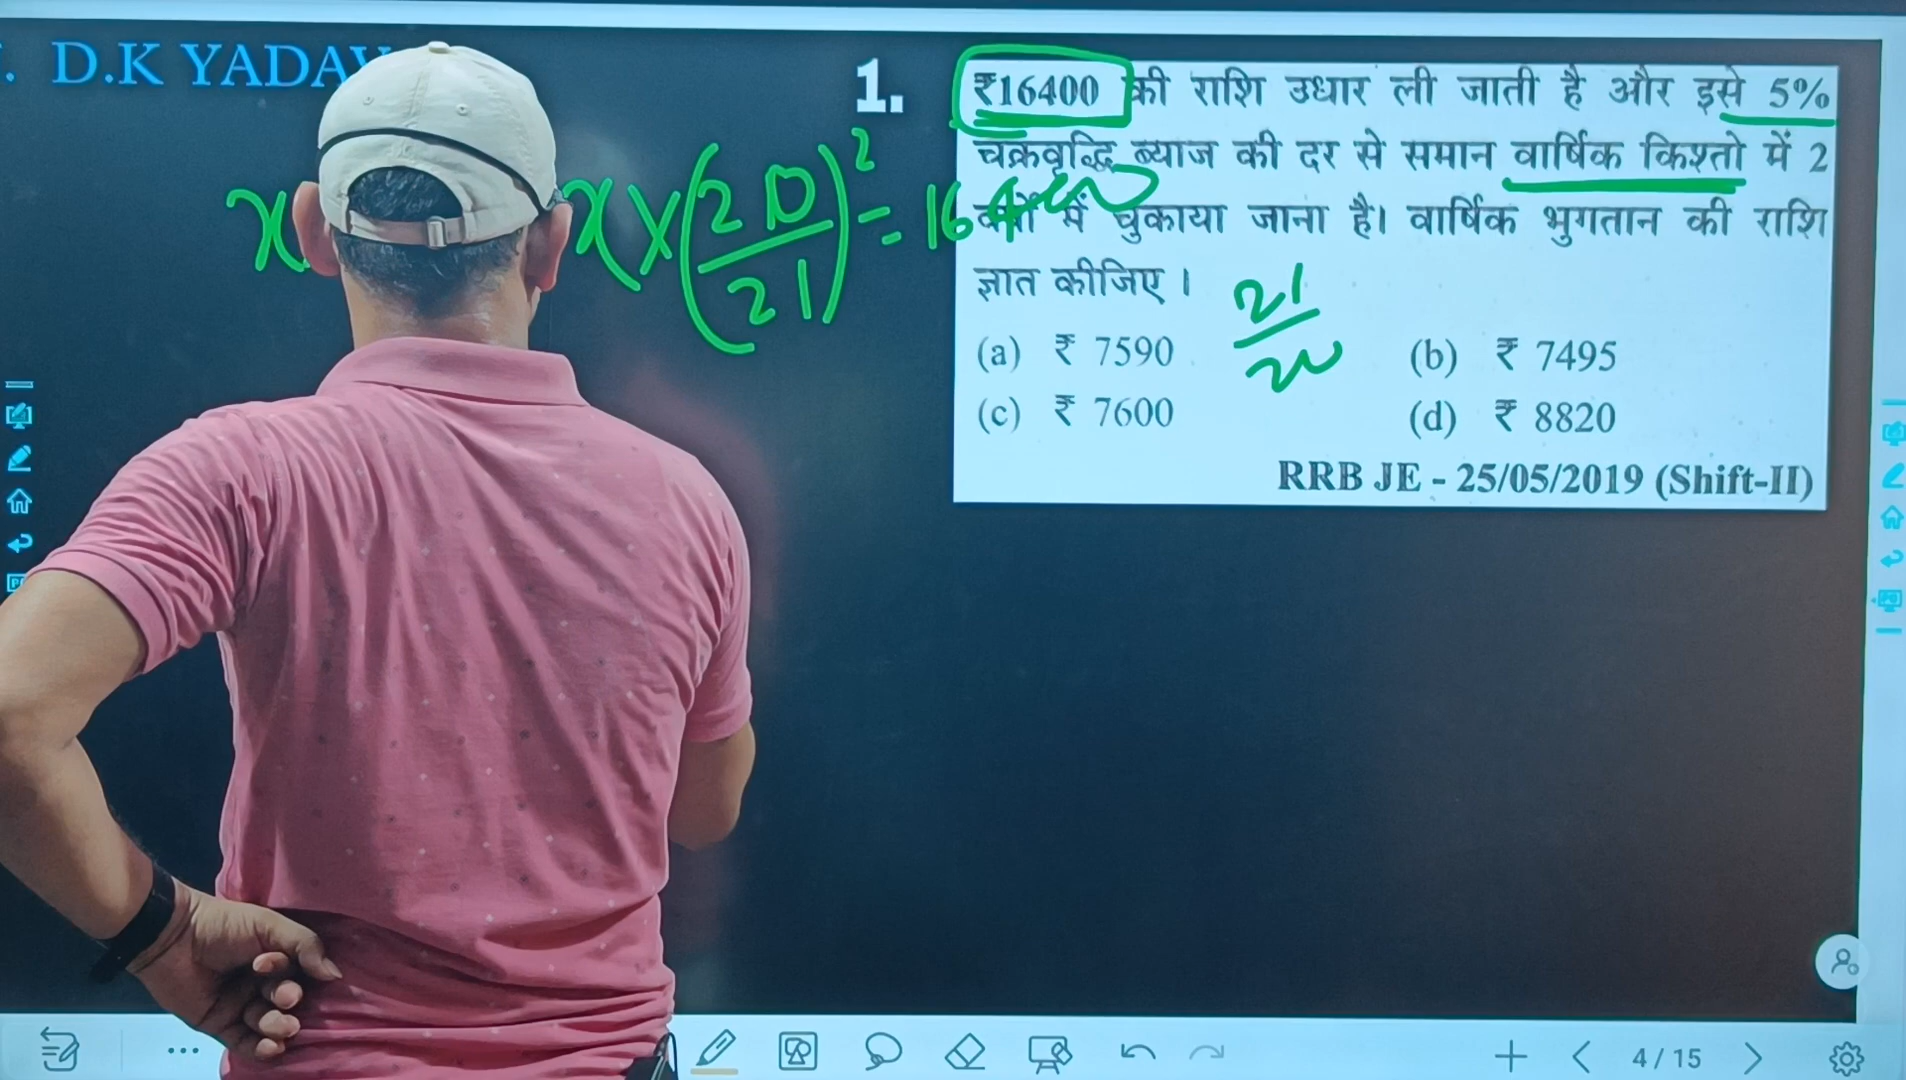 . D.K YADAV
1. ₹16400 की राशि उधार ली जाती है और इसे 5%
चक्रवृद्धि ब्याज की दर से समान वार्षिक किश्तो में 2
में चुकाया जाना है। वार्षिक भुगतान की राशि
ज्ञात कीजिए ।
(a) ₹ 7590 (b) ₹ 7495
(c) ₹ 7600 (d) ₹ 8820
RRB JE - 25/05/2019 (Shift-II)
x x×(20/21)² = 16400
21/20
4 / 15